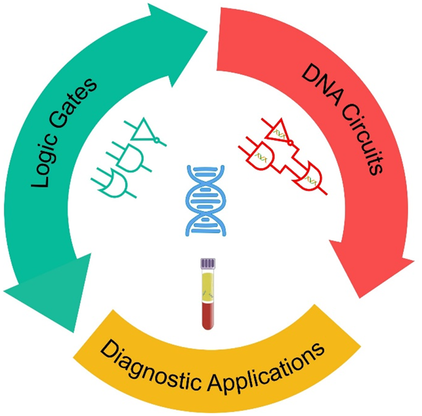 Logic Gates
DNA Circuits
Diagnostic Applications